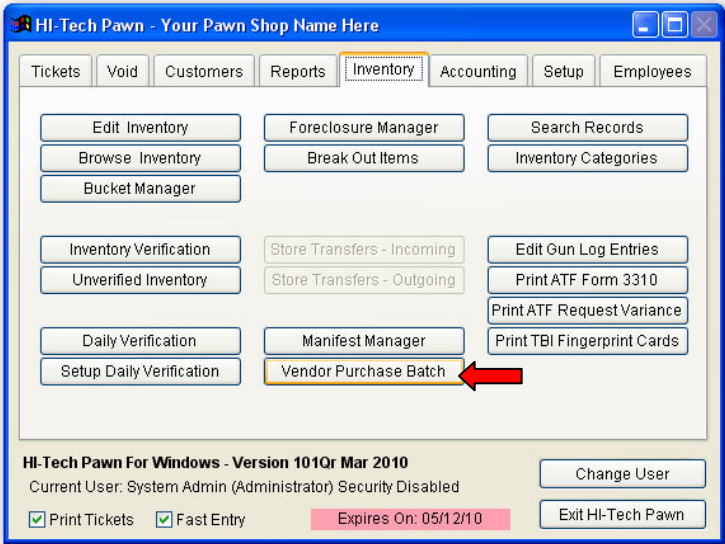 HI-Tech Pawn - Your Pawn Shop Name Here
Tickets Void Customers Reports Inventory Accounting Setup Employees
Edit Inventory Foreclosure Manager Search Records
Browse Inventory Break Out Items Inventory Categories
Bucket Manager
Inventory Verification Store Transfers - Incoming Edit Gun Log Entries
Unverified Inventory Store Transfers - Outgoing Print ATF Form 3310
Print ATF Request Variance
Daily Verification Manifest Manager Print TBI Fingerprint Cards
Setup Daily Verification Vendor Purchase Batch
HI-Tech Pawn For Windows - Version 101Qr Mar 2010
Current User: System Admin (Administrator) Security Disabled
Change User
Print Tickets Fast Entry Expires On: 05/12/10 Exit HI-Tech Pawn